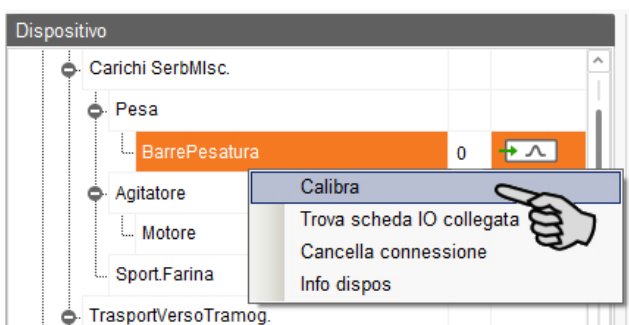 Dispositivo
Carichi SerbMIsc.
Pesa
BarrePesatura 0
Agitatore
Calibra
Trova scheda IO collegata
Motore
Cancella connessione
Sport.Farina
Info dispos
TrasportVersoTramog.